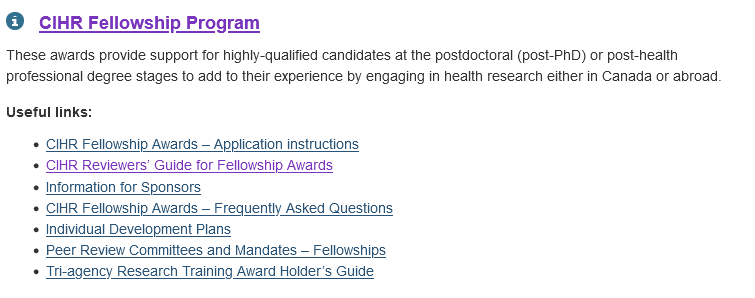 CIHR Fellowship Program
These awards provide support for highly-qualified candidates at the postdoctoral (post-PhD) or post-health
professional degree stages to add to their experience by engaging in health research either in Canada or abroad.
Useful links:
CIHR Fellowship Awards – Application instructions
CIHR Reviewers’ Guide for Fellowship Awards
Information for Sponsors
CIHR Fellowship Awards – Frequently Asked Questions
Individual Development Plans
Peer Review Committees and Mandates – Fellowships
Tri-agency Research Training Award Holder’s Guide